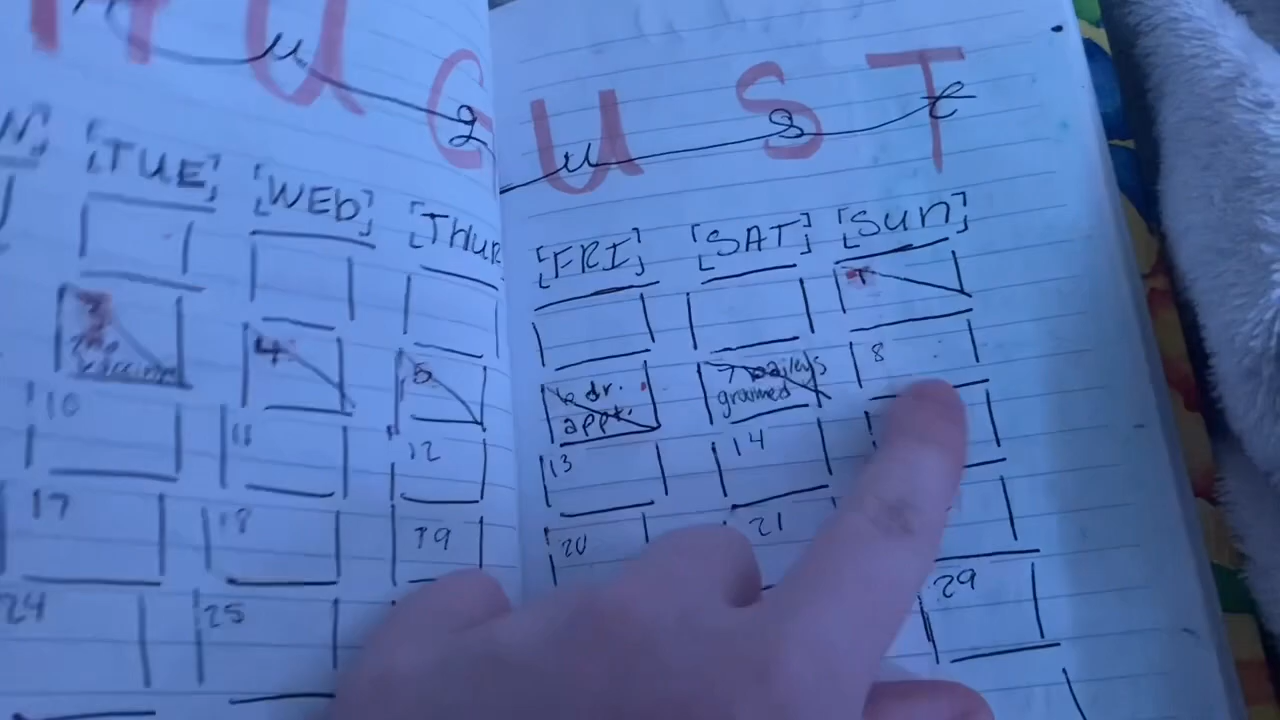 A U G U S T
u g u s t
N
[TUE] [WED] [Thur [FRI] [SAT] [Sun]
1
3 4 5 6 dr. 7 Bailey's 8
appt. groomed
10 11 12 13 14
17 18 19 20 21
24 25 29